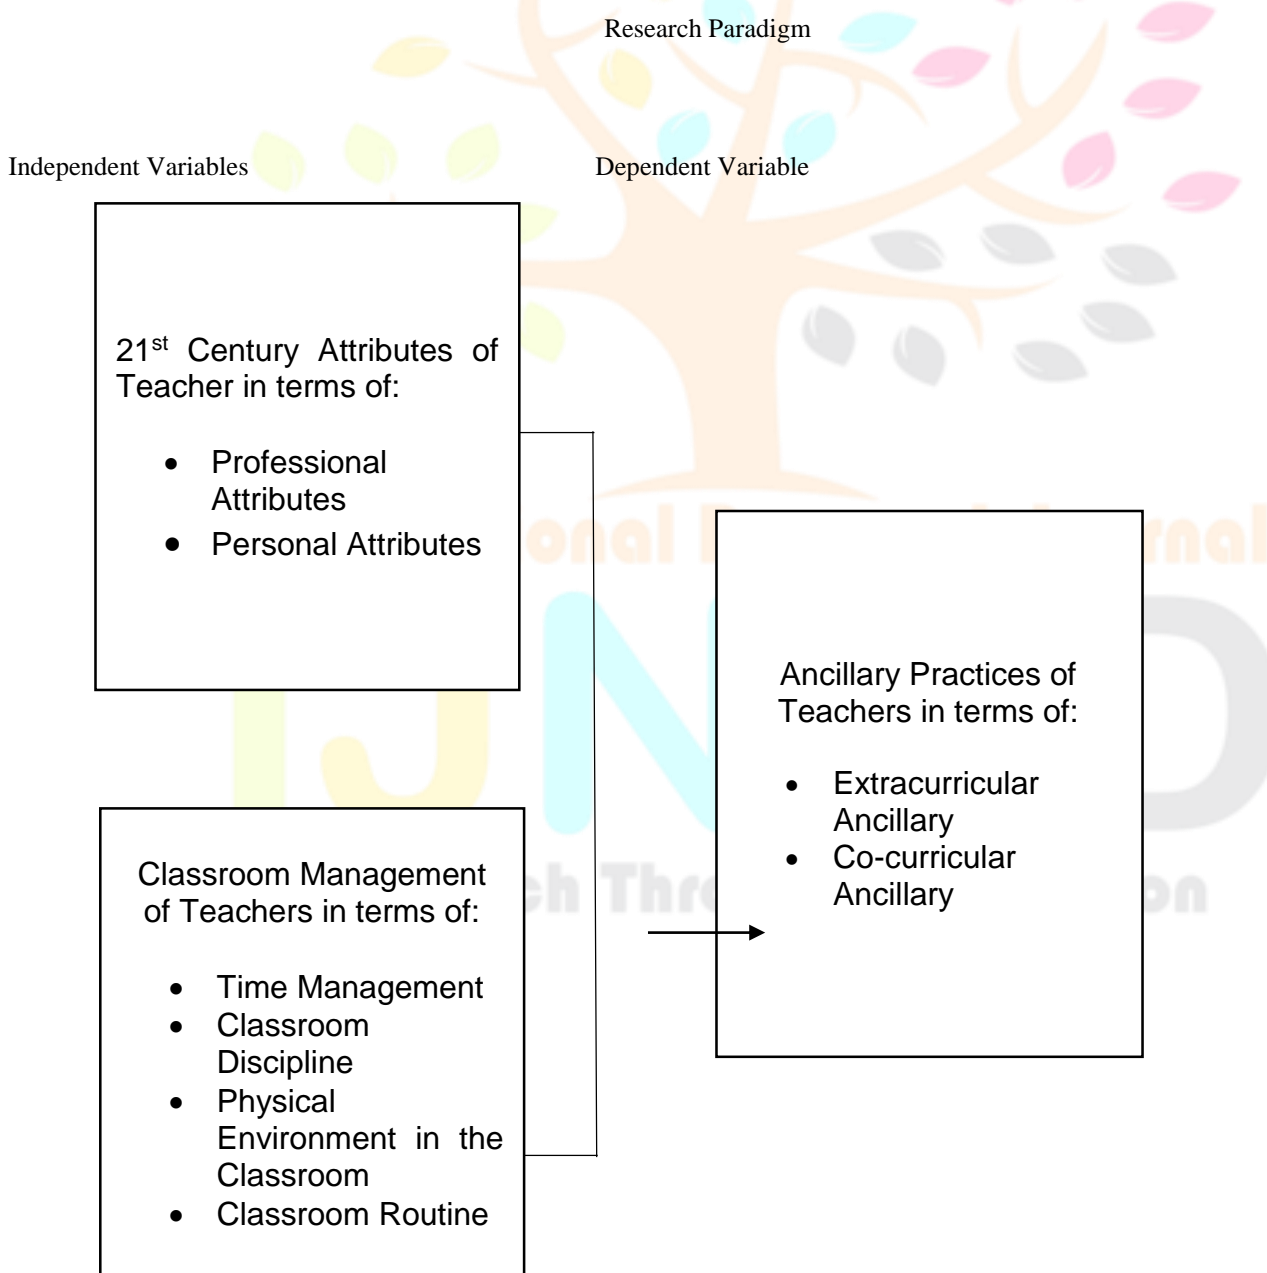 Research Paradigm
Independent Variables
Dependent Variable
21st Century Attributes of
Teacher in terms of:
• Professional
Attributes
• Personal Attributes
Classroom Management
of Teachers in terms of:
• Time Management
• Classroom
Discipline
• Physical
Environment in the
Classroom
• Classroom Routine
Ancillary Practices of
Teachers in terms of:
• Extracurricular
Ancillary
• Co-curricular
Ancillary